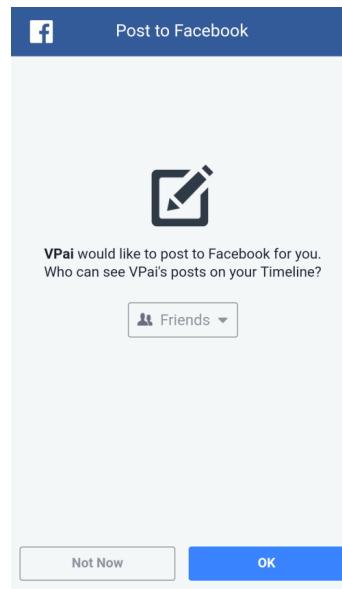 f
Post to Facebook
VPai would like to post to Facebook for you.
Who can see VPai's posts on your Timeline?
Friends
Not Now
OK